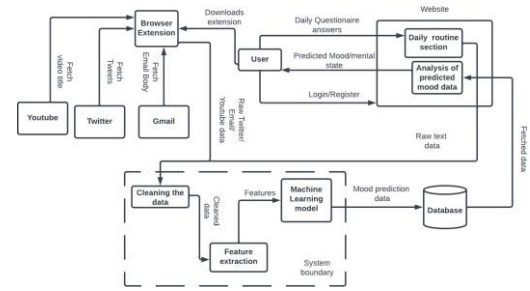 Website
Browser
Extension
Downloads
extension
Daily Questionaire
answers
Daily routine
section
User
Predicted Mood/mental
state
Analysis of
predicted
mood data
Fetch
video title
Fetch
Tweets
Fetch
Email Body
Login/Register
Youtube
Twitter
Gmail
Raw Twitter/
Email/
Youtube data
Raw text
data
Fetched data
Cleaning the
data
Cleaned
data
Features
Machine
Learning
model
Mood prediction
data
Database
Feature
extraction
System
boundary